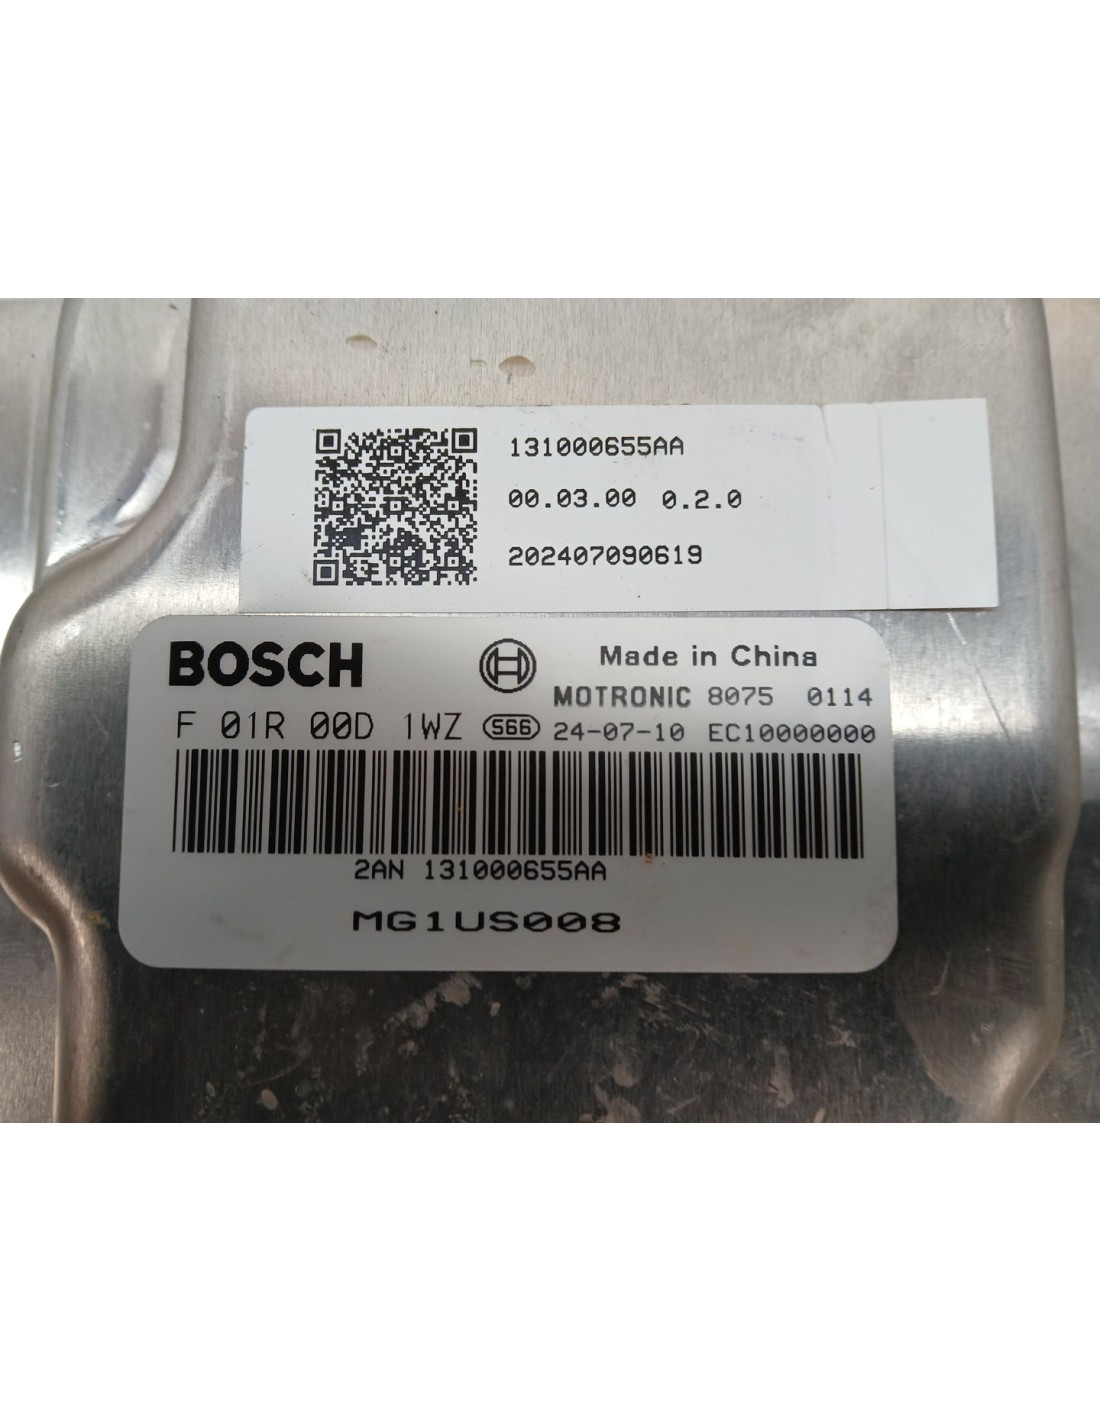 131000655AA
00.03.00 0.2.0
202407090619
BOSCH
Made in China
MOTRONIC 8075 0114
F 01R 00D 1WZ S66 24-07-10 EC10000000
2AN 131000655AA
MG1US008